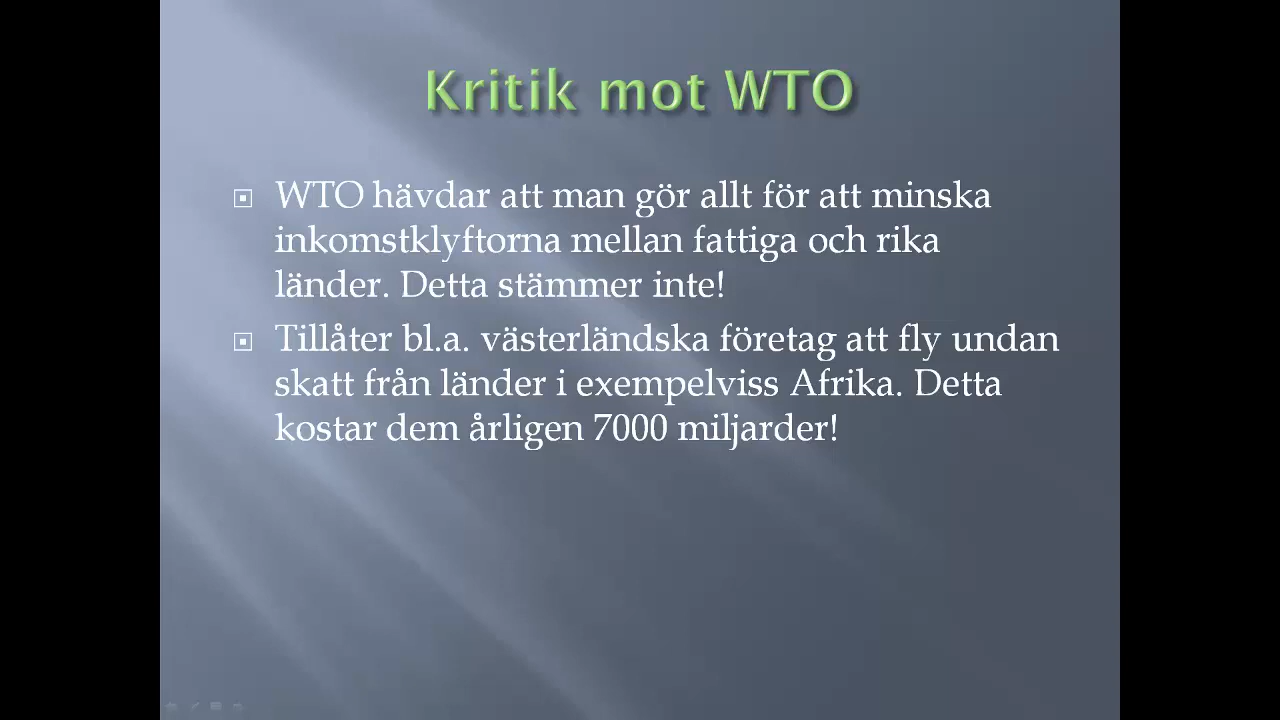 Kritik mot WTO
WTO hävdar att man gör allt för att minska
inkomstklyftorna mellan fattiga och rika
länder. Detta stämmer inte!
Tillåter bl.a. västerländska företag att fly undan
skatt från länder i exempelviss Afrika. Detta
kostar dem årligen 7000 miljarder!